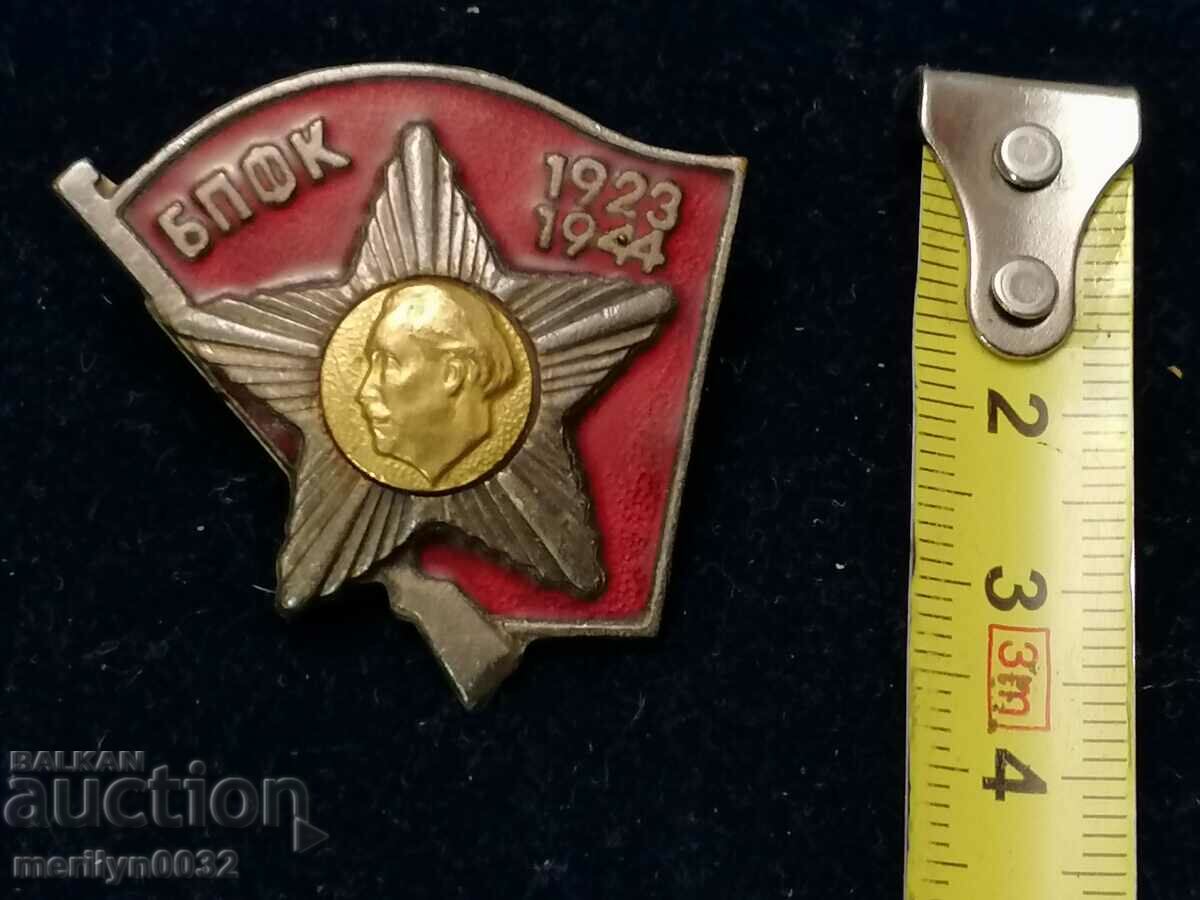 БПФК
1923
1944
2
3
3m
4
BALKAN
auction
merilyn0032